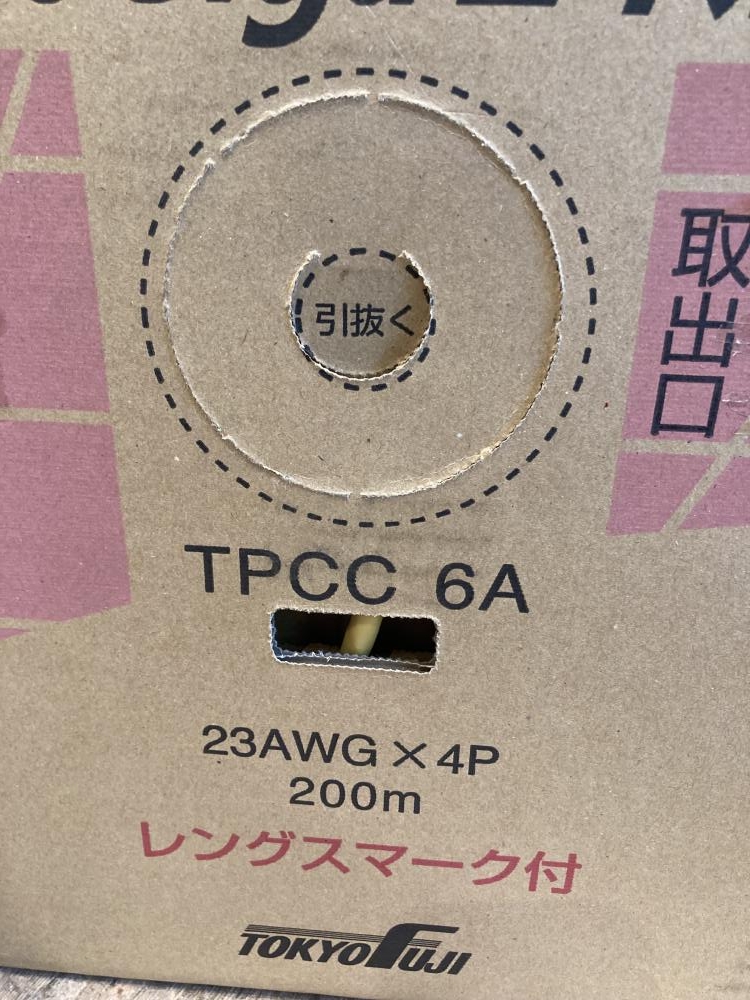 引抜く
取出口
TPCC 6A
23AWG×4P
200m
レングスマーク付
TOKYO FUJI